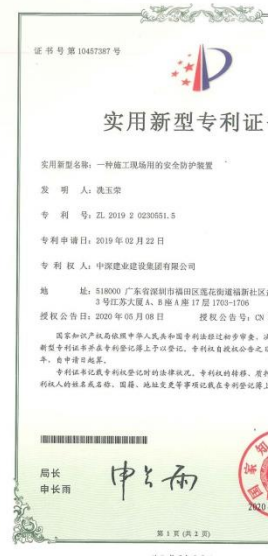 证书号第10457387号
实用新型专利证
实用新型名称：一种施工现场用的安全防护装置
发 明 人：冼玉荣
专 利 号：ZL 2019 2 0230551.5
专利申请日：2019年02月22日
专 利 权 人：中深建业建设集团有限公司
地 址：518000 广东省深圳市福田区莲花街道福新社区
3号江苏大厦A、B座A座17层1703-1706
授权公告日：2020年05月08日 授权公告号：CN
国家知识产权局依照中华人民共和国专利法经过初步审查，
新型专利证书并在专利登记簿上予以登记。专利权自授权公告之
年，自申请日起算。
专利证书记载专利权登记时的法律状况。专利权的转移、质
利权人的姓名或名称、国籍、地址变更等事项记载在专利登记簿上
局长
申长雨
申长雨
国家知
2020
第 1 页 (共 2 页)